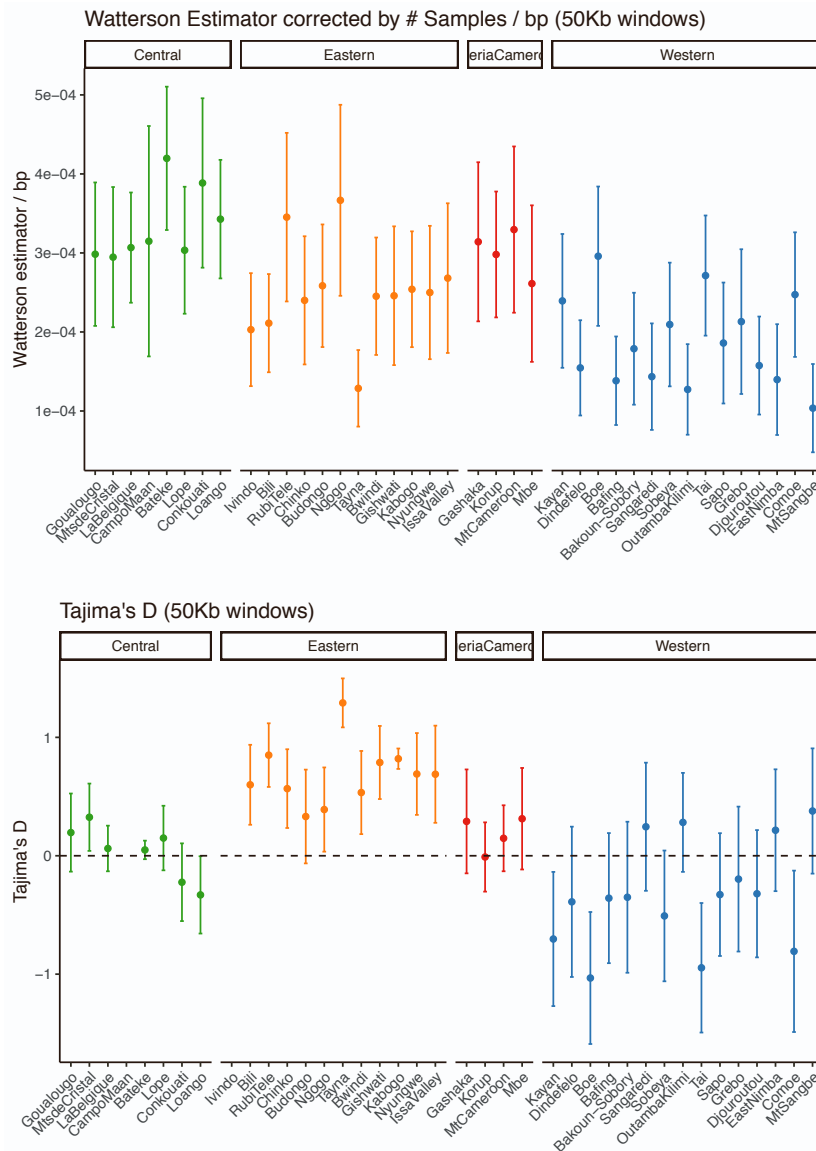 Watterson Estimator corrected by # Samples / bp (50Kb windows)
Central
Eastern
eriaCamero
Western
Watterson estimator / bp
5e−04
4e−04
3e−04
2e−04
1e−04
Goualougo
MtsdeCristal
LaBelgique
CampoMaan
Bateke
Lope
Conkouati
Loango
Ivindo
Bili
RubiTele
Chinko
Budongo
Ngogo
Tayna
Bwindi
Gishwati
Kabogo
Nyungwe
IssaValley
Gashaka
Korup
MtCameroon
Mbe
Kayan
Dindefelo
Boe
Bafing
Bakoun−Sobory
Sangaredi
Sobeya
OutambaKilimi
Tai
Sapo
Grebo
Djouroutou
EastNimba
Comoe
MtSangbe
Tajima's D (50Kb windows)
Central
Eastern
eriaCamero
Western
Tajima's D
1
0
−1
Goualougo
MtsdeCristal
LaBelgique
CampoMaan
Bateke
Lope
Conkouati
Loango
Ivindo
Bili
RubiTele
Chinko
Budongo
Ngogo
Tayna
Bwindi
Gishwati
Kabogo
Nyungwe
IssaValley
Gashaka
Korup
MtCameroon
Mbe
Kayan
Dindefelo
Boe
Bafing
Bakoun−Sobory
Sangaredi
Sobeya
OutambaKilimi
Tai
Sapo
Grebo
Djouroutou
EastNimba
Comoe
MtSangbe